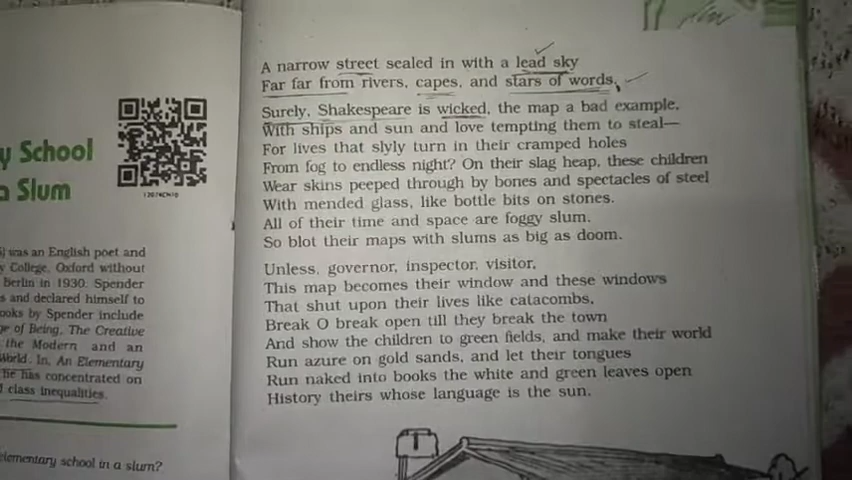 y School
a Slum
was an English poet and
College, Oxford without
Berlin in 1930. Spender
s and declared himself to
ooks by Spender include
ge of Being, The Creative
the Modern and an
World. In, An Elementary
he has concentrated on
class inequalities.
elementary school in a slum?
A narrow street sealed in with a lead sky
Far far from rivers, capes, and stars of words.
Surely, Shakespeare is wicked, the map a bad example,
With ships and sun and love tempting them to steal—
For lives that slyly turn in their cramped holes
From fog to endless night? On their slag heap, these children
Wear skins peeped through by bones and spectacles of steel
With mended glass, like bottle bits on stones.
All of their time and space are foggy slum.
So blot their maps with slums as big as doom.
Unless, governor, inspector, visitor,
This map becomes their window and these windows
That shut upon their lives like catacombs,
Break O break open till they break the town
And show the children to green fields, and make their world
Run azure on gold sands, and let their tongues
Run naked into books the white and green leaves open
History theirs whose language is the sun.